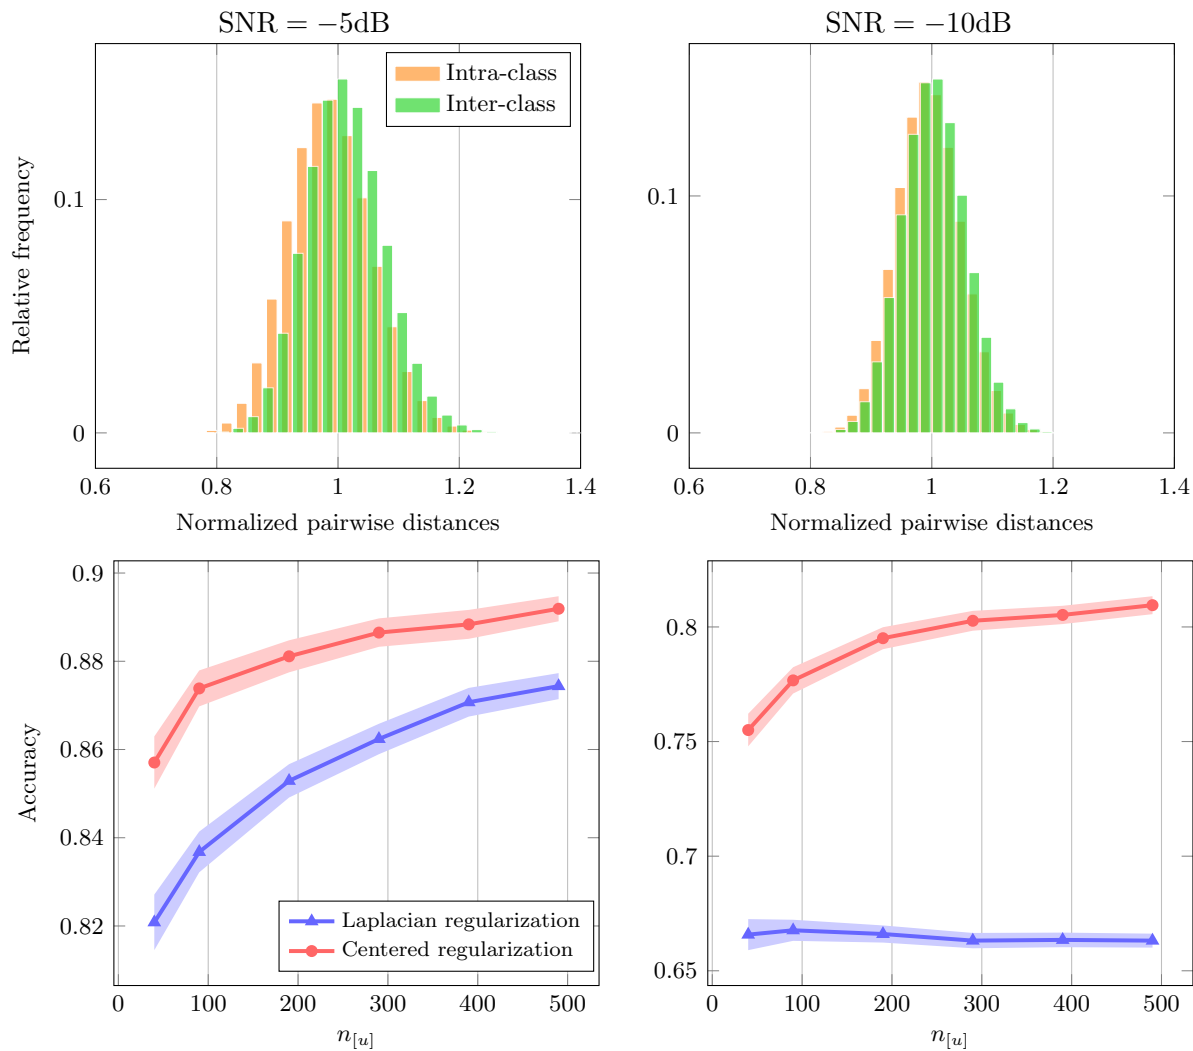 SNR = −5dB
SNR = −10dB
Intra-class
Inter-class
Relative frequency
0.1
0
0.6
0.8
1
1.2
1.4
Normalized pairwise distances
0.1
0
0.6
0.8
1
1.2
1.4
Normalized pairwise distances
Accuracy
0.9
0.88
0.86
0.84
0.82
Laplacian regularization
Centered regularization
0
100
200
300
400
500
n[u]
0.8
0.75
0.7
0.65
0
100
200
300
400
500
n[u]